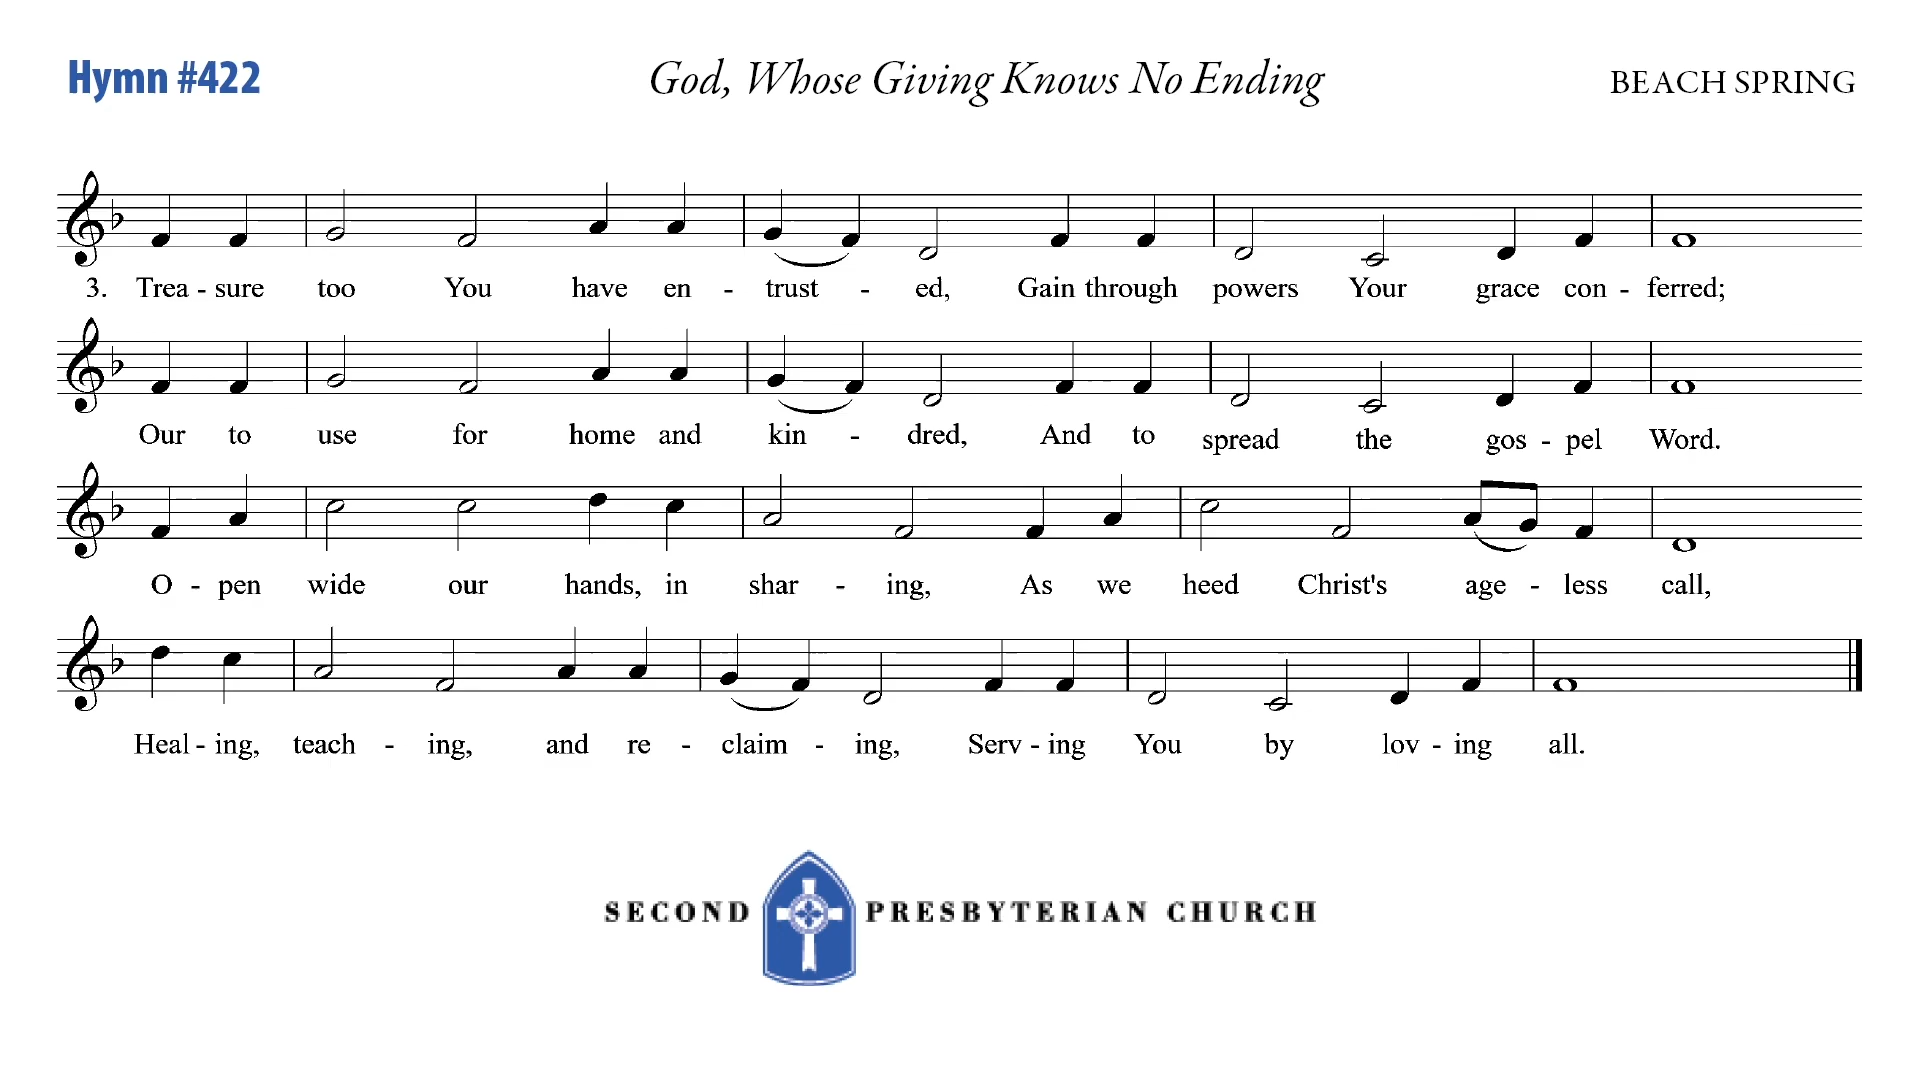 Hymn #422 God, Whose Giving Knows No Ending BEACH SPRING
3. Trea - sure too You have en - trust - ed, Gain through powers Your grace con - ferred;
Our to use for home and kin - dred, And to spread the gos - pel Word.
O - pen wide our hands, in shar - ing, As we heed Christ's age - less call,
Heal - ing, teach - ing, and re - claim - ing, Serv - ing You by lov - ing all.
SECOND PRESBYTERIAN CHURCH